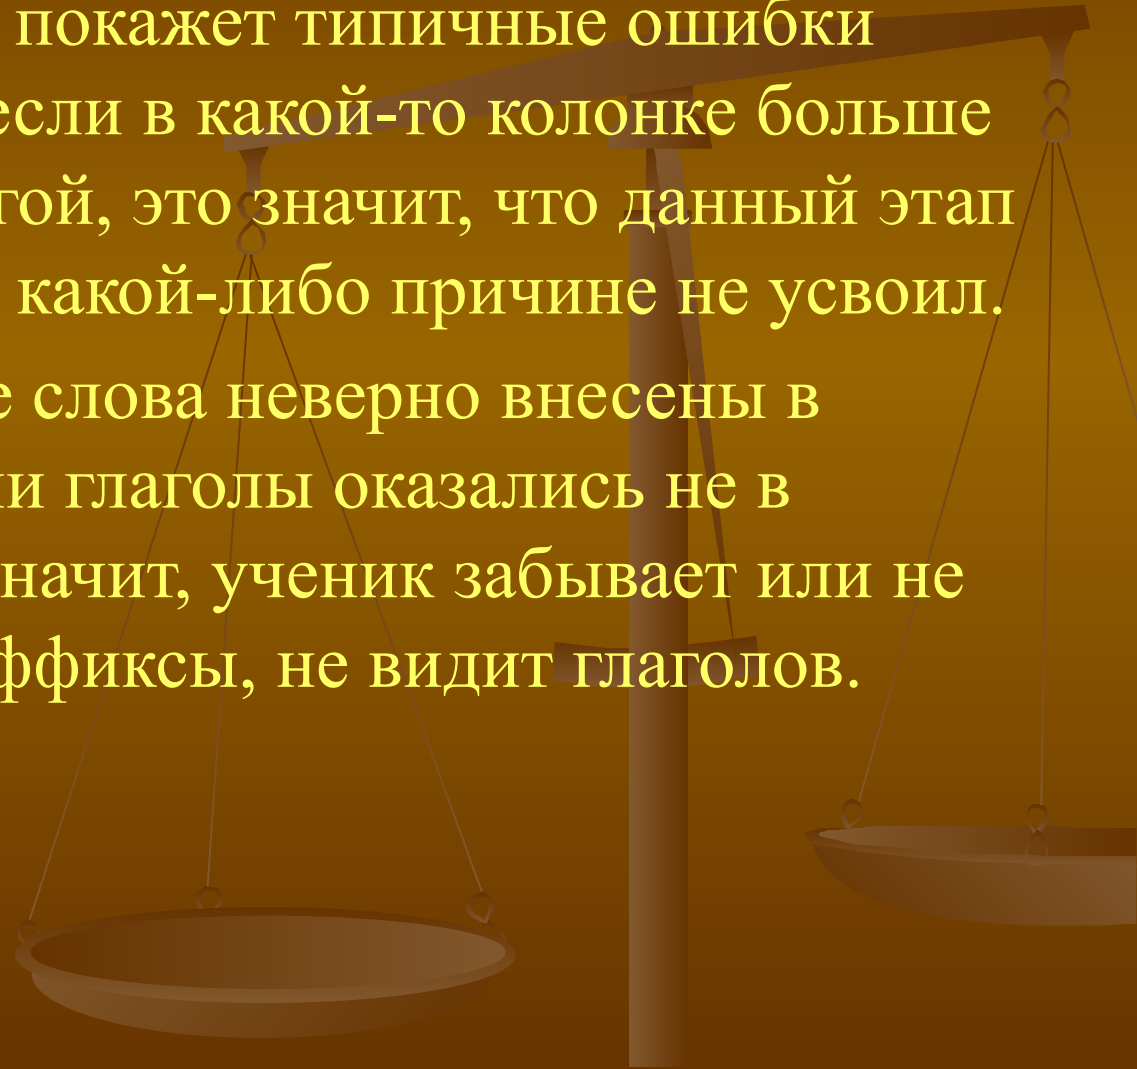 покажет типичные ошибки
если в какой-то колонке больше
гой, это значит, что данный этап
какой-либо причине не усвоил.
е слова неверно внесены в
ли глаголы оказались не в
начит, ученик забывает или не
ффиксы, не видит глаголов.